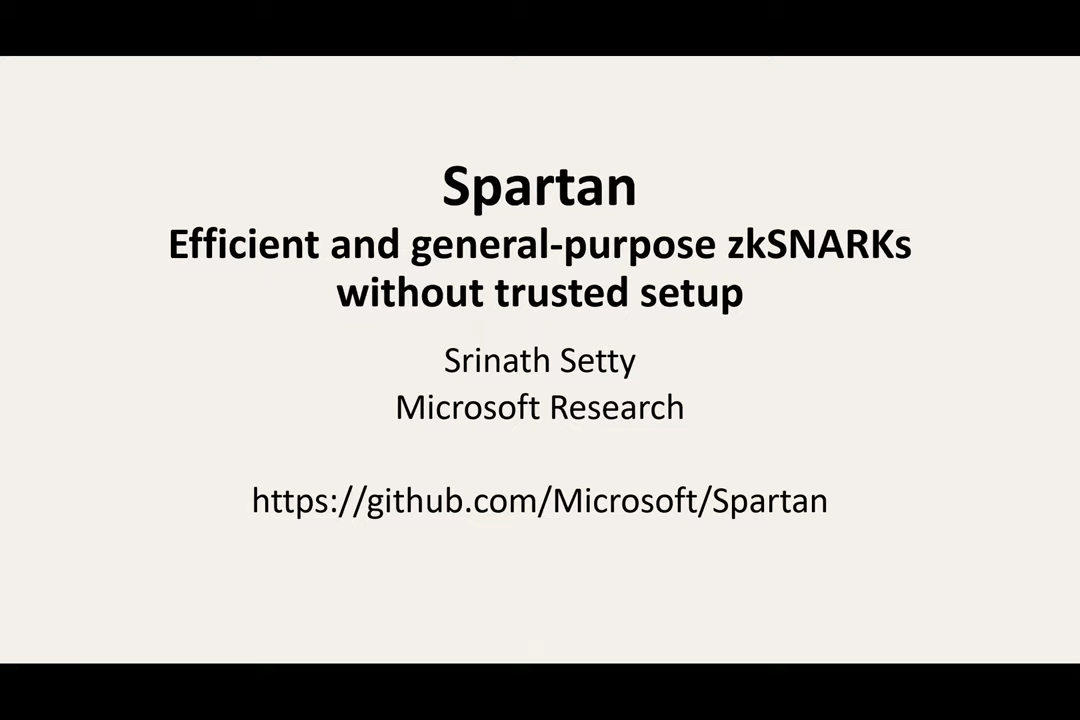 Spartan
Efficient and general-purpose zkSNARKs
without trusted setup
Srinath Setty
Microsoft Research
https://github.com/Microsoft/Spartan